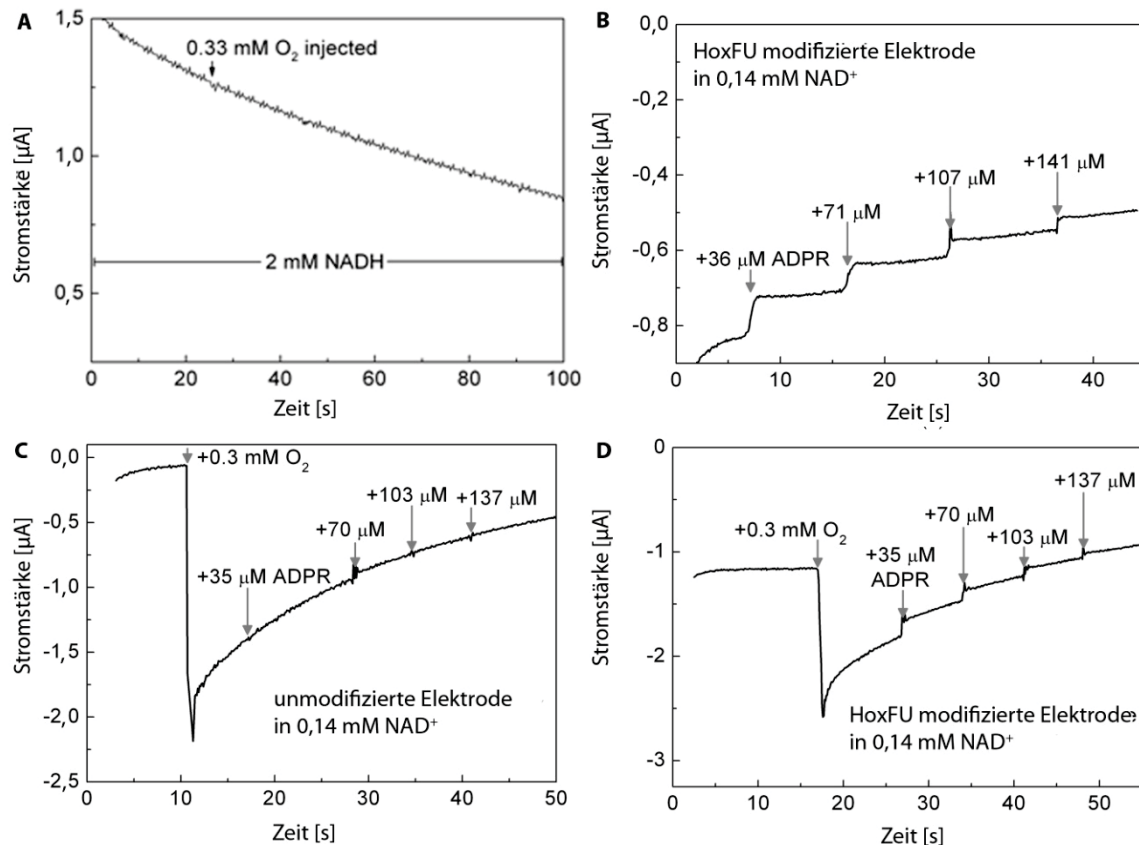 A
1,5
0.33 mM O₂ injected
1,0
2 mM NADH
0,5
Stromstärke [µA]
0 20 40 60 80 100
Zeit [s]
B
0,0
HoxFU modifizierte Elektrode
in 0,14 mM NAD⁺
-0,2
-0,4
+141 µM
+107 µM
+71 µM
-0,6
+36 µM ADPR
-0,8
Stromstärke [µA]
0 10 20 30 40
Zeit [s]
C
0,0
+0.3 mM O₂
-0,5
+103 µM +137 µM
+70 µM
-1,0
+35 µM ADPR
-1,5
unmodifizierte Elektrode
in 0,14 mM NAD⁺
-2,0
-2,5
Stromstärke [µA]
0 10 20 30 40 50
Zeit [s]
D
0
+137 µM
+70 µM
+0.3 mM O₂
+103 µM
+35 µM
ADPR
-1
-2
HoxFU modifizierte Elektrode
in 0,14 mM NAD⁺
-3
Stromstärke [µA]
0 10 20 30 40 50
Zeit [s]